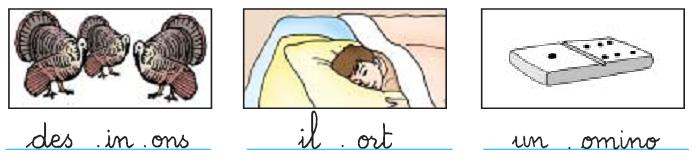 des .in.ons
il .ort
un .omino